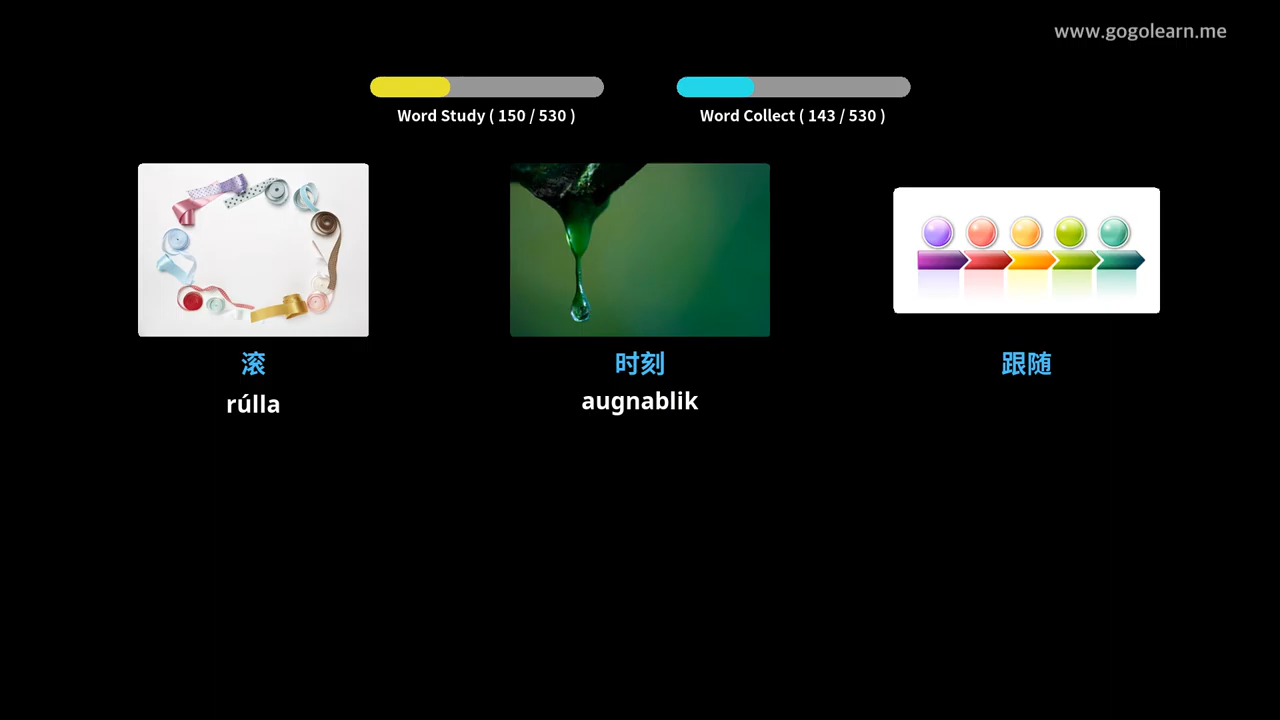 www.gogolearn.me
Word Study ( 150 / 530 )
Word Collect ( 143 / 530 )
滚
rúlla
时刻
augnablik
跟随